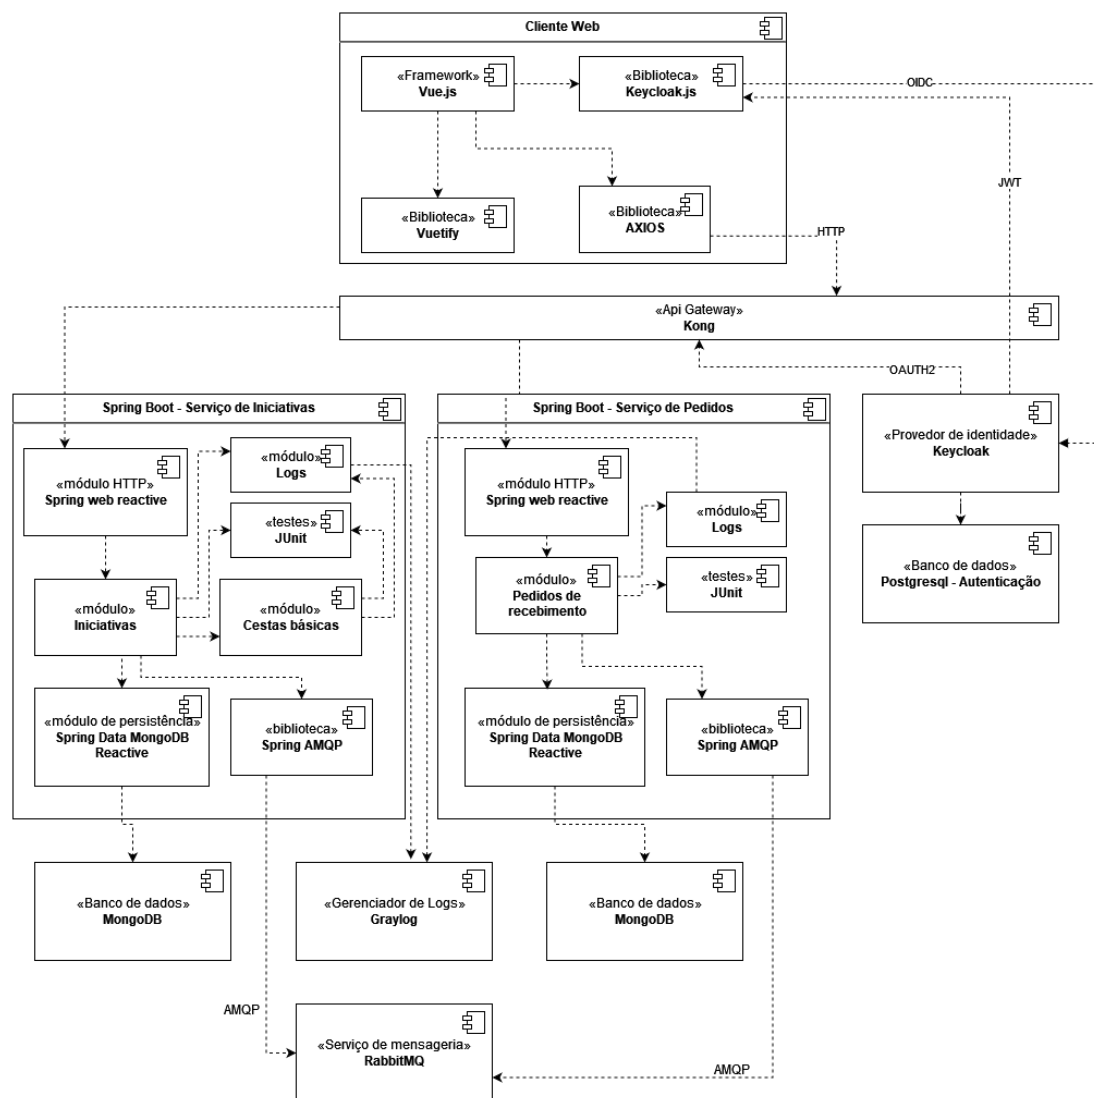 Cliente Web
«Framework»
Vue.js
«Biblioteca»
Keycloak.js
OIDC
JWT
«Biblioteca»
Vuetify
«Biblioteca»
AXIOS
HTTP
«Api Gateway»
Kong
OAUTH2
Spring Boot - Serviço de Iniciativas
«módulo HTTP»
Spring web reactive
«módulo»
Logs
«testes»
JUnit
«módulo»
Iniciativas
«módulo»
Cestas básicas
«módulo de persistência»
Spring Data MongoDB
Reactive
«biblioteca»
Spring AMQP
Spring Boot - Serviço de Pedidos
«módulo HTTP»
Spring web reactive
«módulo»
Logs
«módulo»
Pedidos de
recebimento
«testes»
JUnit
«módulo de persistência»
Spring Data MongoDB
Reactive
«biblioteca»
Spring AMQP
«Provedor de identidade»
Keycloak
«Banco de dados»
Postgresql - Autenticação
«Banco de dados»
MongoDB
«Gerenciador de Logs»
Graylog
«Banco de dados»
MongoDB
AMQP
«Serviço de mensageria»
RabbitMQ
AMQP